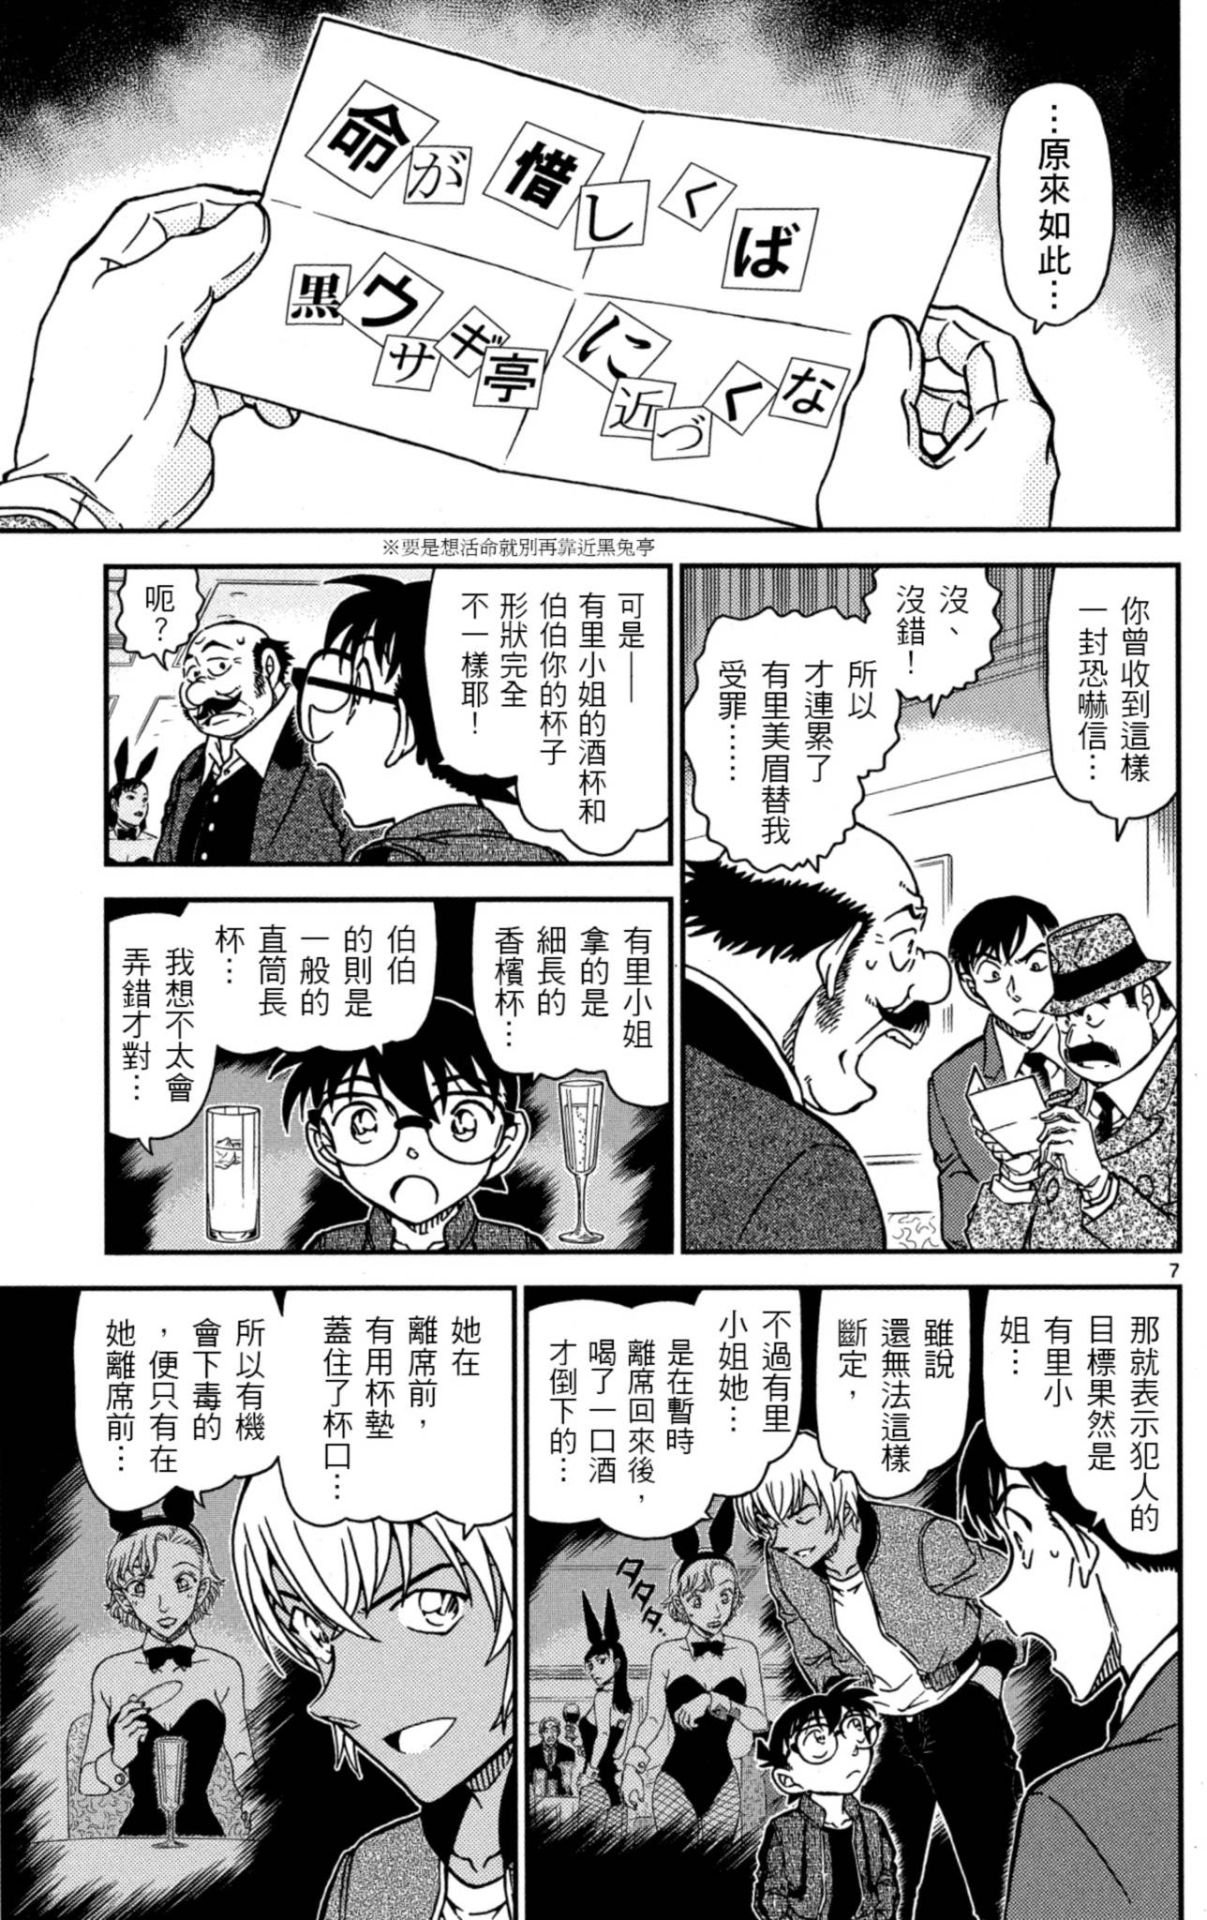 …原來如此…
命が惜しくば
黒ウサギ亭に近づくな
※要是想活命就別再靠近黑兔亭
你曾收到這樣
一封恐嚇信…
沒、
沒錯！
所以
才連累了
有里美眉替我
受罪……
可是——
有里小姐的酒杯和
伯伯你的杯子
形狀完全
不一樣耶！
呃？
有里小姐
拿的是
細長的
香檳杯…
伯伯
的則是
一般的
直筒長
杯…
我想不太會
弄錯才對…
7
那就表示犯人的
目標果然是
有里小
姐…
雖說
還無法這樣
斷定，
不過有里
小姐她…
是在暫時
離席回來後，
喝了一口酒
才倒下的…
タタタ…
她在
離席前，
有用杯墊
蓋住了杯口…
所以有機
會下毒的
，便只有在
她離席前…